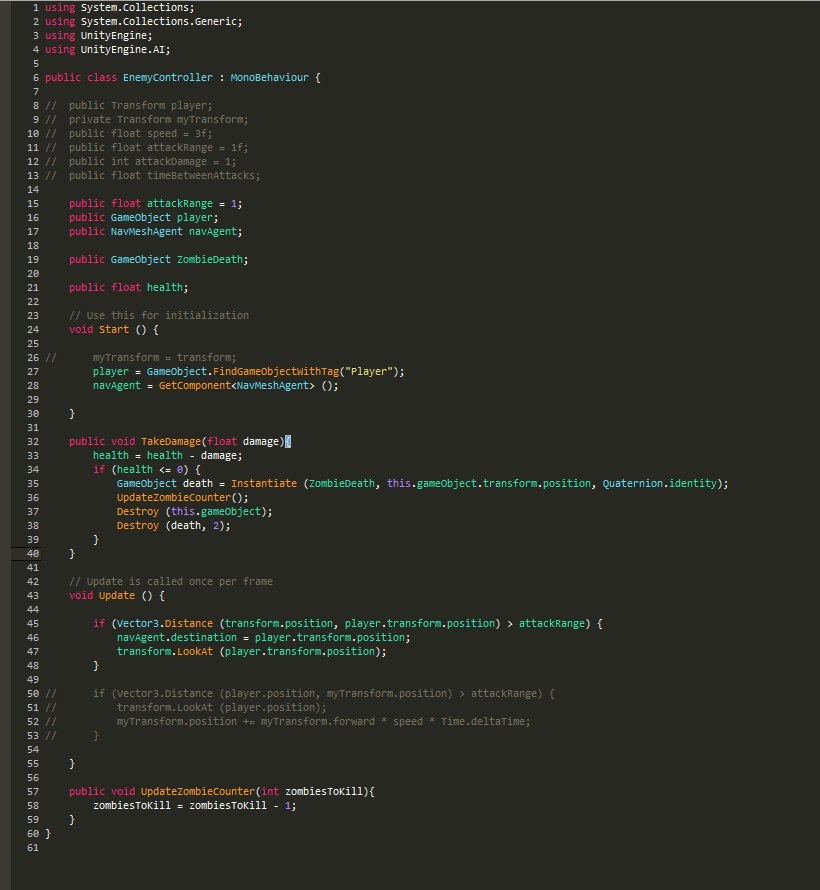 1 using System.Collections;
2 using System.Collections.Generic;
3 using UnityEngine;
4 using UnityEngine.AI;
5
6 public class EnemyController : MonoBehaviour {
7
8 //  public Transform player;
9 //  private Transform myTransform;
10 //  public float speed = 3f;
11 //  public float attackRange = 1f;
12 //  public int attackDamage = 1;
13 //  public float timeBetweenAttacks;
14
15     public float attackRange = 1;
16     public GameObject player;
17     public NavMeshAgent navAgent;
18
19     public GameObject ZombieDeath;
20
21     public float health;
22
23     // Use this for initialization
24     void Start () {
25
26 //      myTransform = transform;
27         player = GameObject.FindGameObjectWithTag("Player");
28         navAgent = GetComponent<NavMeshAgent> ();
29
30     }
31
32     public void TakeDamage(float damage){
33         health = health - damage;
34         if (health <= 0) {
35             GameObject death = Instantiate (ZombieDeath, this.gameObject.transform.position, Quaternion.identity);
36             UpdateZombieCounter();
37             Destroy (this.gameObject);
38             Destroy (death, 2);
39         }
40     }
41
42     // Update is called once per frame
43     void Update () {
44
45         if (Vector3.Distance (transform.position, player.transform.position) > attackRange) {
46             navAgent.destination = player.transform.position;
47             transform.LookAt (player.transform.position);
48         }
49
50 //      if (Vector3.Distance (player.position, myTransform.position) > attackRange) {
51 //          transform.LookAt (player.position);
52 //          myTransform.position += myTransform.forward * speed * Time.deltaTime;
53 //      }
54
55     }
56
57     public void UpdateZombieCounter(int zombiesToKill){
58         zombiesToKill = zombiesToKill - 1;
59     }
60 }
61